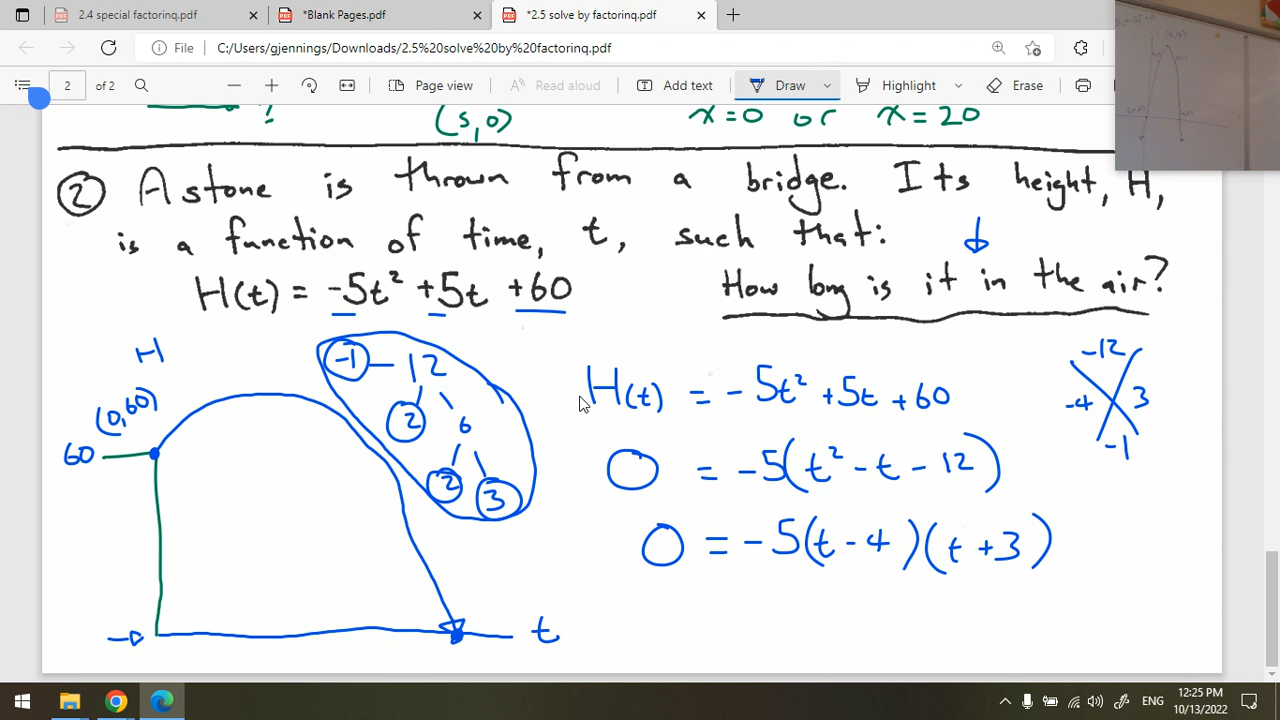 2.4 special factoring.pdf
*Blank Pages.pdf
*2.5 solve by factoring.pdf
File C:/Users/gjennings/Downloads/2.5%20solve%20by%20factoring.pdf
2 of 2 Page view Read aloud Add text Draw Highlight Erase
? (5,0) x=0 or x=20
② A stone is thrown from a bridge. Its height, H,
is a function of time, t, such that:
H(t) = -5t² +5t +60 How long is it in the air?
H
(0,60)
60
-1 12
2 6
2 3
t
H(t) = -5t² +5t +60
0 = -5(t² - t - 12)
0 = -5(t-4)(t+3)
-12
-4 3
-1
ENG
12:25 PM
10/13/2022